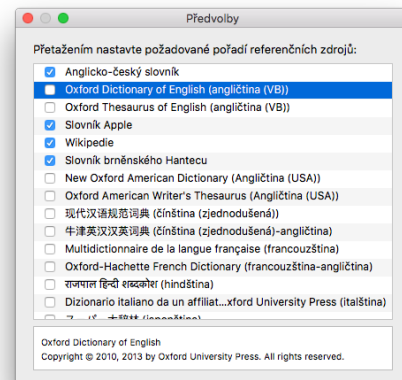 Předvolby
Přetažením nastavte požadované pořadí referenčních zdrojů:
Anglicko-český slovník
Oxford Dictionary of English (angličtina (VB))
Oxford Thesaurus of English (angličtina (VB))
Slovník Apple
Wikipedie
Slovník brněnského Hantecu
New Oxford American Dictionary (Angličtina (USA))
Oxford American Writer's Thesaurus (Angličtina (USA))
现代汉语规范词典 (čínština (zjednodušená))
牛津英汉汉英词典 (čínština (zjednodušená)-angličtina)
Multidictionnaire de la langue française (francouzština)
Oxford-Hachette French Dictionary (francouzština-angličtina)
राजपाल हिन्दी शब्दकोश (hindština)
Dizionario italiano da un affiliat...xford University Press (italština)
Oxford Dictionary of English
Copyright © 2010, 2013 by Oxford University Press. All rights reserved.